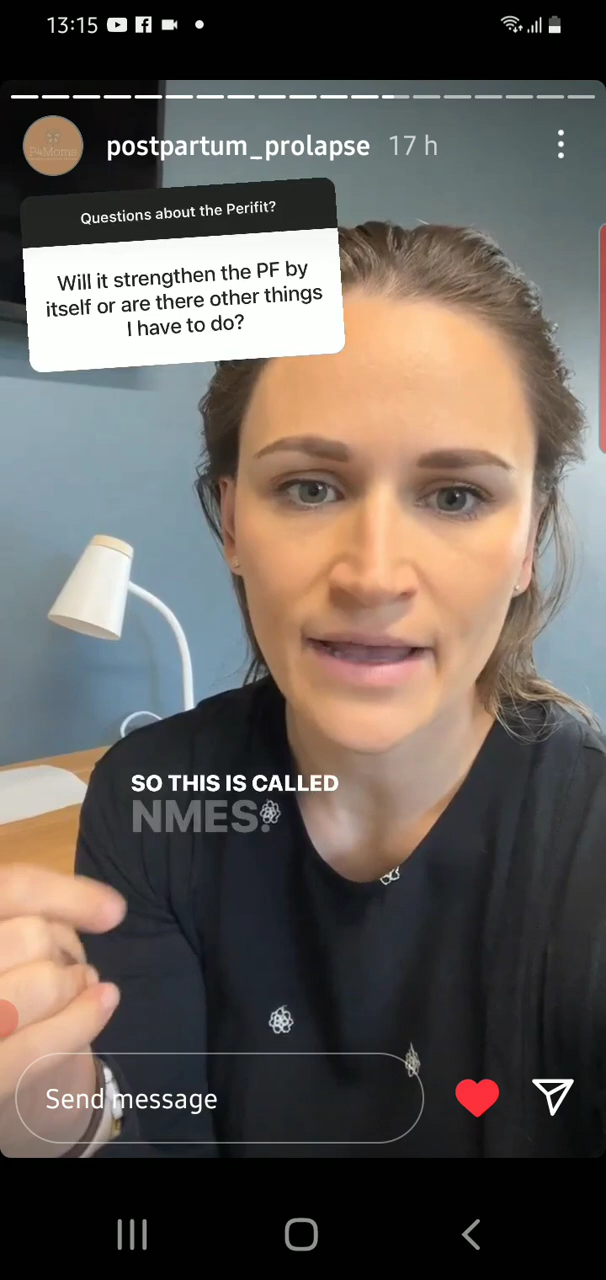 13:15
postpartum_prolapse 17 h
P4Moms
Questions about the Perifit?
Will it strengthen the PF by
itself or are there other things
I have to do?
SO THIS IS CALLED
NMES.
Send message